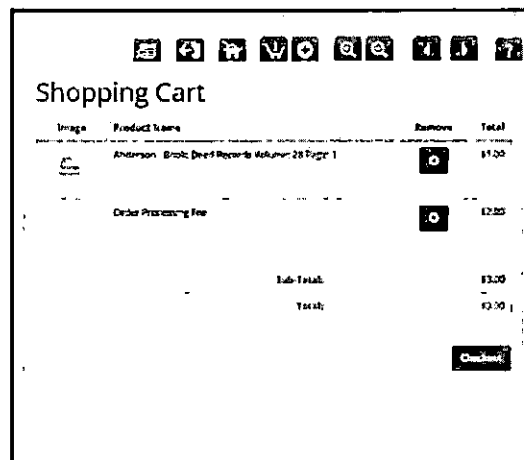 Shopping Cart
Image Product Name Remove Total
Anderson Book: Deed Records Volume: 28 Page: 1 $1.00
Order Processing Fee $2.00
Sub-Total: $3.00
Total: $3.00
Checkout